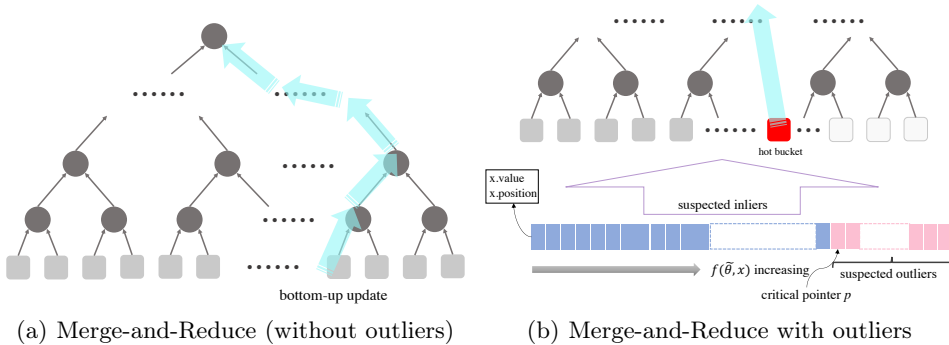 bottom-up update
(a) Merge-and-Reduce (without outliers)
hot bucket
x.value
x.position
suspected inliers
f(θ̃, x) increasing
suspected outliers
critical pointer p
(b) Merge-and-Reduce with outliers